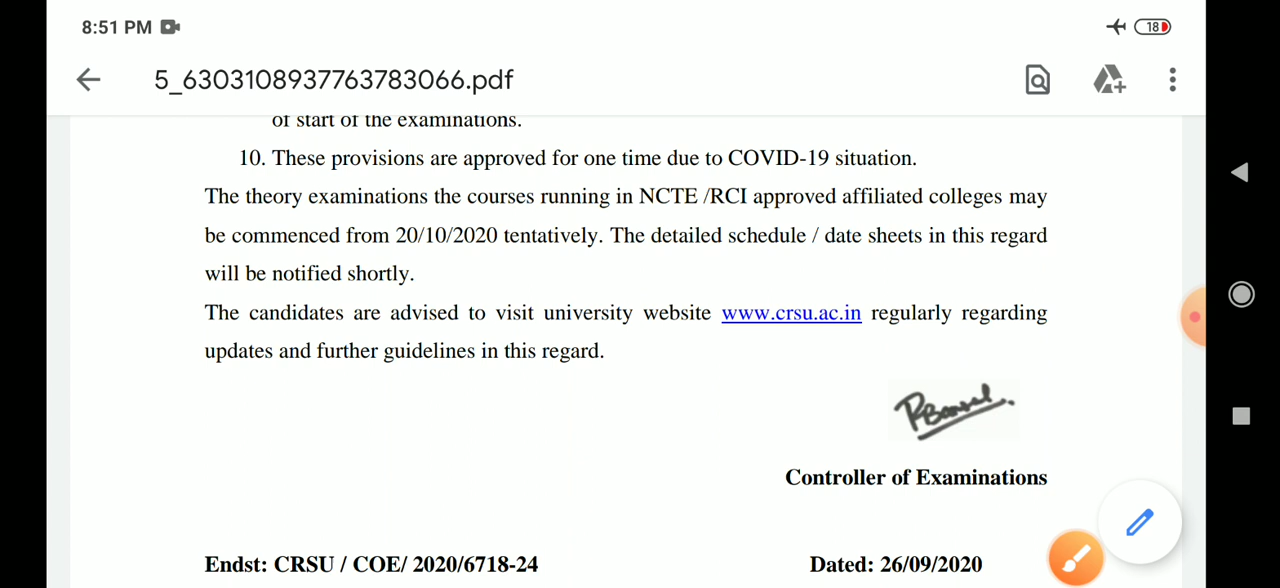 8:51 PM
18
5_6303108937763783066.pdf
of start of the examinations.
10. These provisions are approved for one time due to COVID-19 situation.
The theory examinations the courses running in NCTE /RCI approved affiliated colleges may
be commenced from 20/10/2020 tentatively. The detailed schedule / date sheets in this regard
will be notified shortly.
The candidates are advised to visit university website www.crsu.ac.in regularly regarding
updates and further guidelines in this regard.
RBansal
Controller of Examinations
Endst: CRSU / COE/ 2020/6718-24 Dated: 26/09/2020